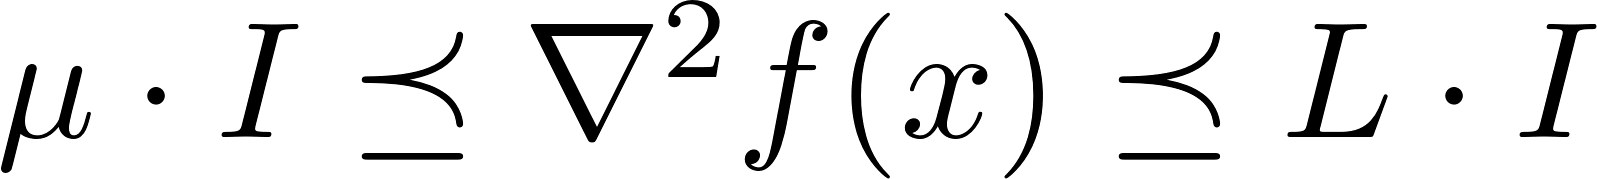 μ · I ⪯ ∇²f(x) ⪯ L · I